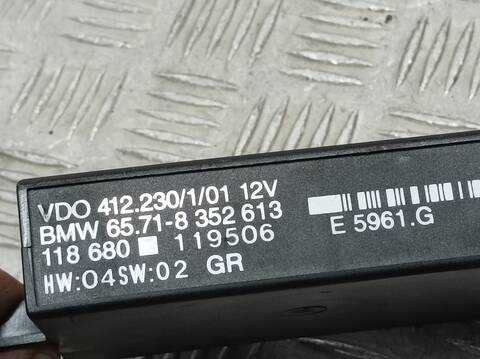 VDO 412.230/1/01 12V
BMW 65.71-8 352 613
118 680 119506
HW:04SW:02 GR
E 5961.G